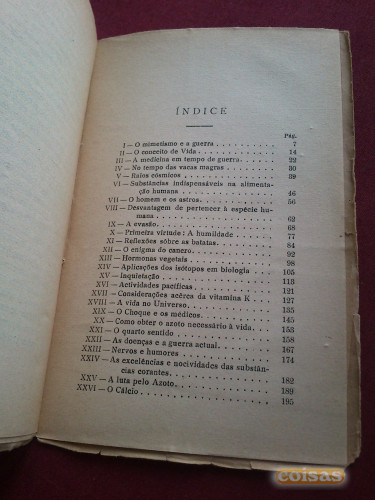 ÍNDICE
Pág.
I — O mimetismo e a guerra . . . . . . . . . . 7
II — O conceito de Vida . . . . . . . . . . 14
III — A medicina em tempo de guerra . . . . . . . . 22
IV — No tempo das vacas magras . . . . . . . . 30
V — Raios cósmicos . . . . . . . . . . 39
VI — Substâncias indispensáveis na alimentação
humana . . . . . . . . . . 46
VII — O homem e os astros . . . . . . . . . . 56
VIII — Desvantagem de pertencer à espécie humana
. . . . . . . . . . 62
IX — A evasão . . . . . . . . . . 68
X — Primeira virtude: A humildade . . . . . . . . 77
XI — Reflexões sôbre as batatas . . . . . . . . 84
XII — O enigma do cancro . . . . . . . . . . 92
XIII — Hormonas vegetais . . . . . . . . . . 98
XIV — Aplicações dos isótopos em biologia . . . . . 105
XV — Inquietação . . . . . . . . . . 113
XVI — Actividades pacíficas . . . . . . . . . . 121
XVII — Considerações acêrca da vitamina K . . . . . 127
XVIII — A vida no Universo . . . . . . . . . . 135
XIX — O Choque e os médicos . . . . . . . . . . 145
XX — Como obter o azoto necessário à vida . . . . 153
XXI — O quarto sentido . . . . . . . . . . 158
XXII — As doenças e a guerra actual . . . . . . . . 167
XXIII — Nervos e humores . . . . . . . . . . 174
XXIV — As excelências e nocividades das substâncias
corantes . . . . . . . . . . 182
XXV — A luta pelo Azoto . . . . . . . . . . 189
XXVI — O Cálcio . . . . . . . . . . 195
coisas